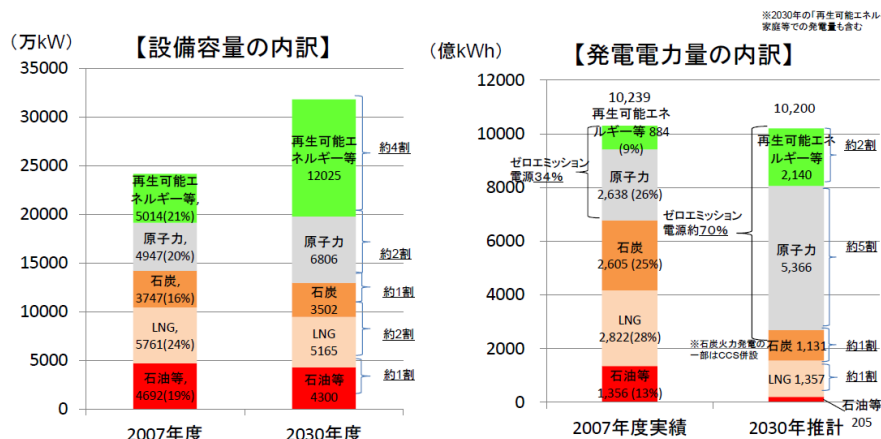 ※2030年の「再生可能エネル
家庭等での発電量も含む
(万kW)
【設備容量の内訳】
35000
30000
25000
20000
15000
10000
5000
0
再生可能エ
ネルギー等,
5014(21%)
原子力,
4947(20%)
石炭,
3747(16%)
LNG,
5761(24%)
石油等,
4692(19%)
再生可能エ
ネルギー等
12025
原子力
6806
石炭
3502
LNG
5165
石油等
4300
約4割
約2割
約1割
約2割
約1割
2007年度
2030年度
(億kWh)
【発電電力量の内訳】
12000
10000
8000
6000
4000
2000
0
10,239
再生可能エネ
ルギー等 884
(9%)
ゼロエミッション
電源34%
原子力
2,638 (26%)
石炭
2,605 (25%)
LNG
2,822(28%)
石油等
1,356 (13%)
10,200
再生可能エネ
ルギー等
2,140
ゼロエミッション
電源約70%
原子力
5,366
※石炭火力発電の
一部はCCS併設
石炭 1,131
LNG 1,357
石油等
205
約2割
約5割
約1割
約1割
2007年度実績
2030年推計